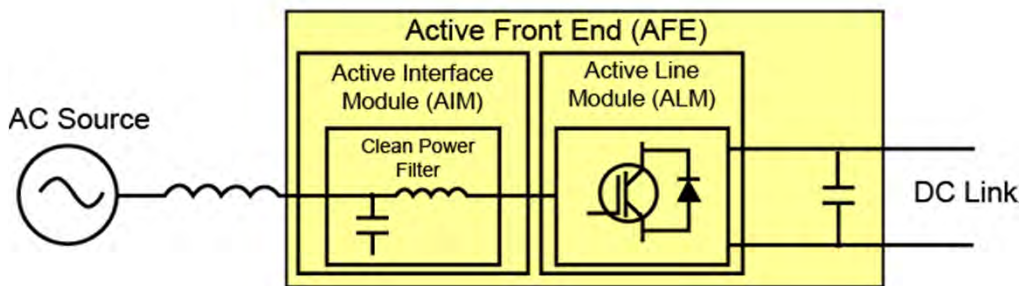 Active Front End (AFE)
Active Interface
Module (AIM)
Active Line
Module (ALM)
AC Source
Clean Power
Filter
DC Link